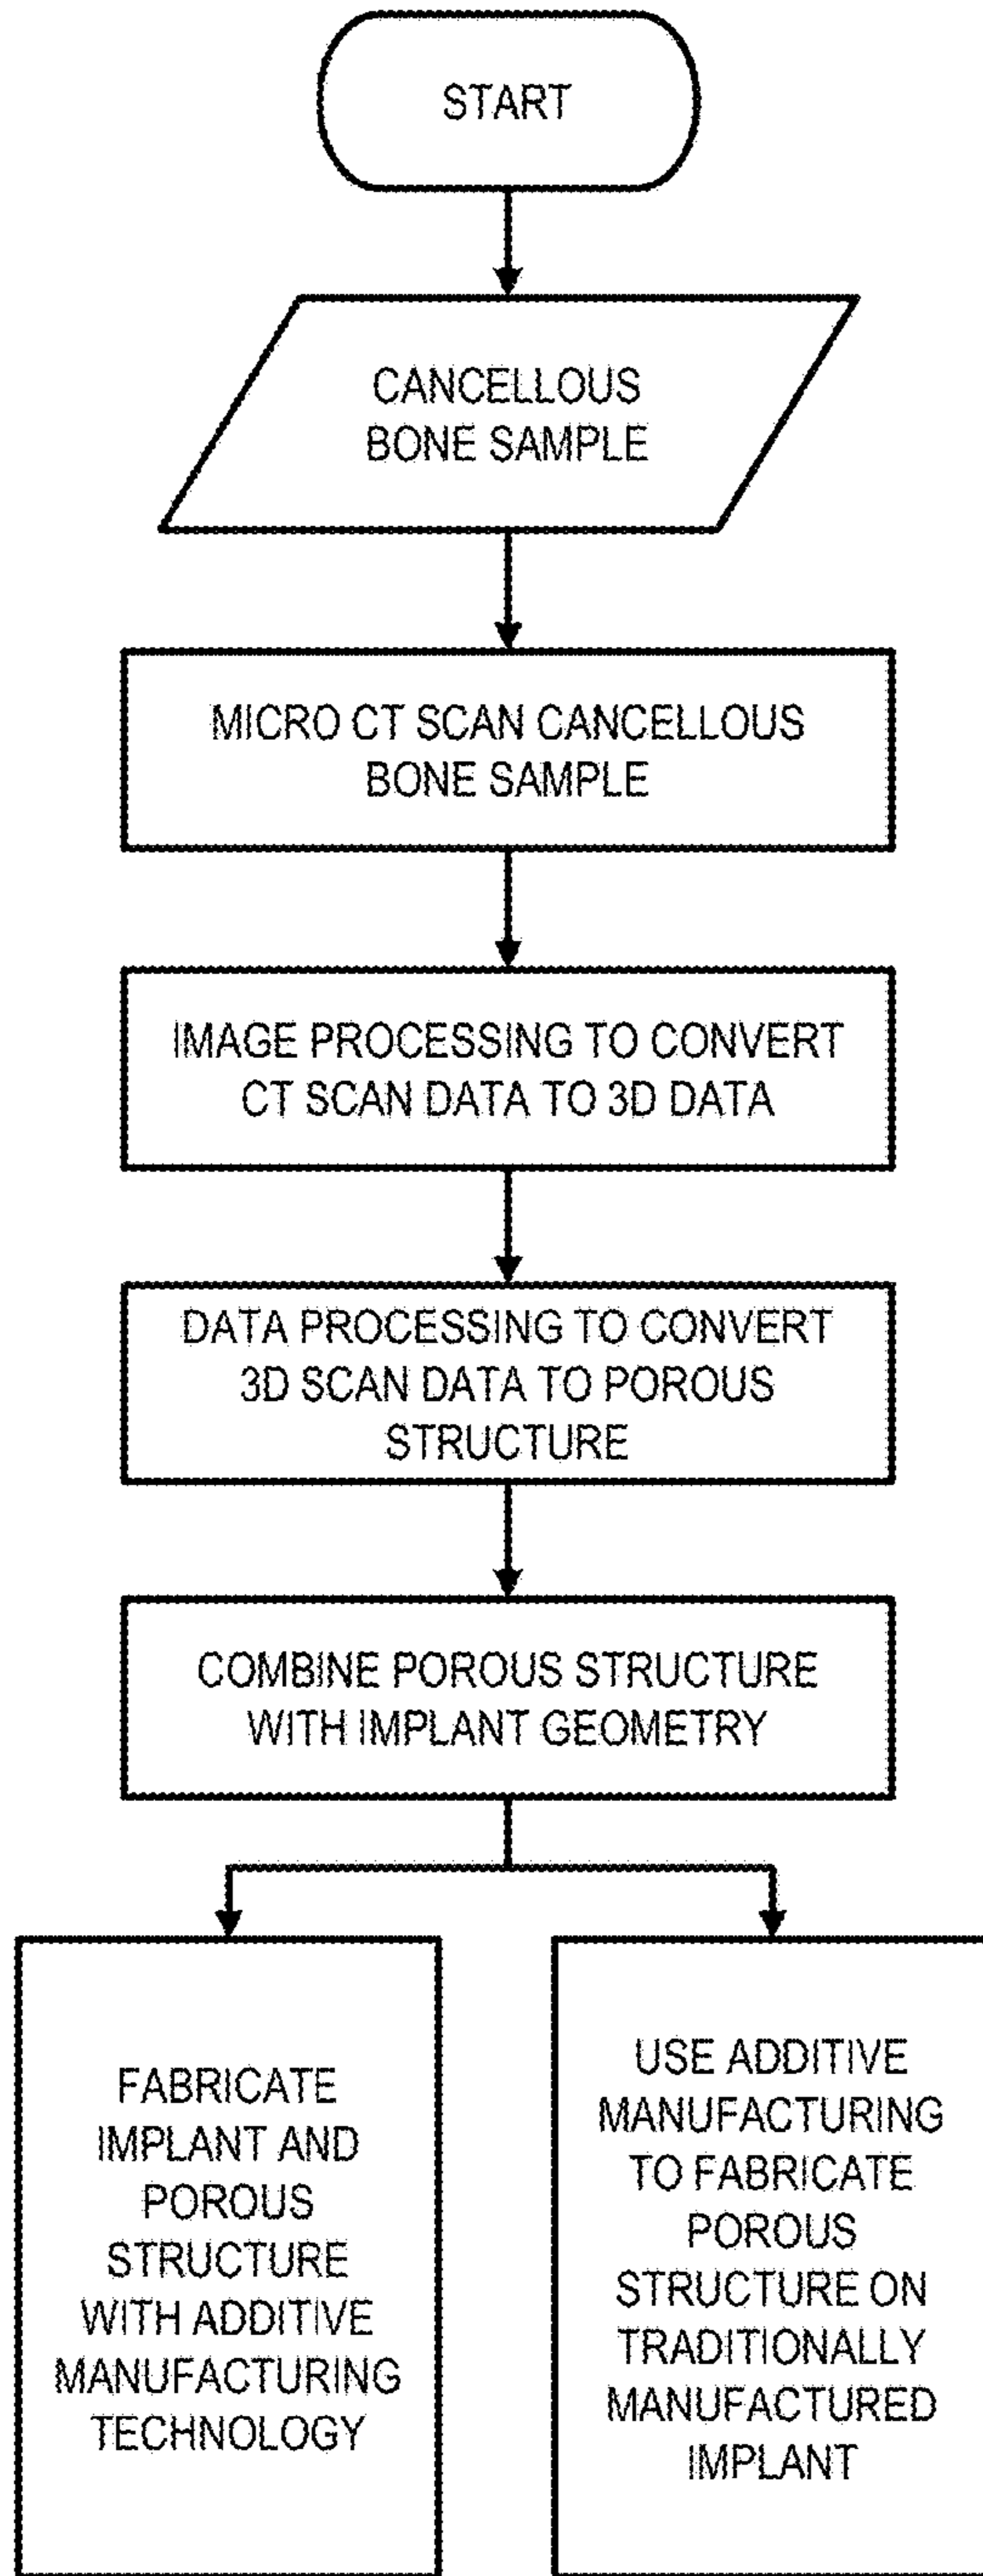 START
CANCELLOUS
BONE SAMPLE
MICRO CT SCAN CANCELLOUS
BONE SAMPLE
IMAGE PROCESSING TO CONVERT
CT SCAN DATA TO 3D DATA
DATA PROCESSING TO CONVERT
3D SCAN DATA TO POROUS
STRUCTURE
COMBINE POROUS STRUCTURE
WITH IMPLANT GEOMETRY
FABRICATE
IMPLANT AND
POROUS
STRUCTURE
WITH ADDITIVE
MANUFACTURING
TECHNOLOGY
USE ADDITIVE
MANUFACTURING
TO FABRICATE
POROUS
STRUCTURE ON
TRADITIONALLY
MANUFACTURED
IMPLANT